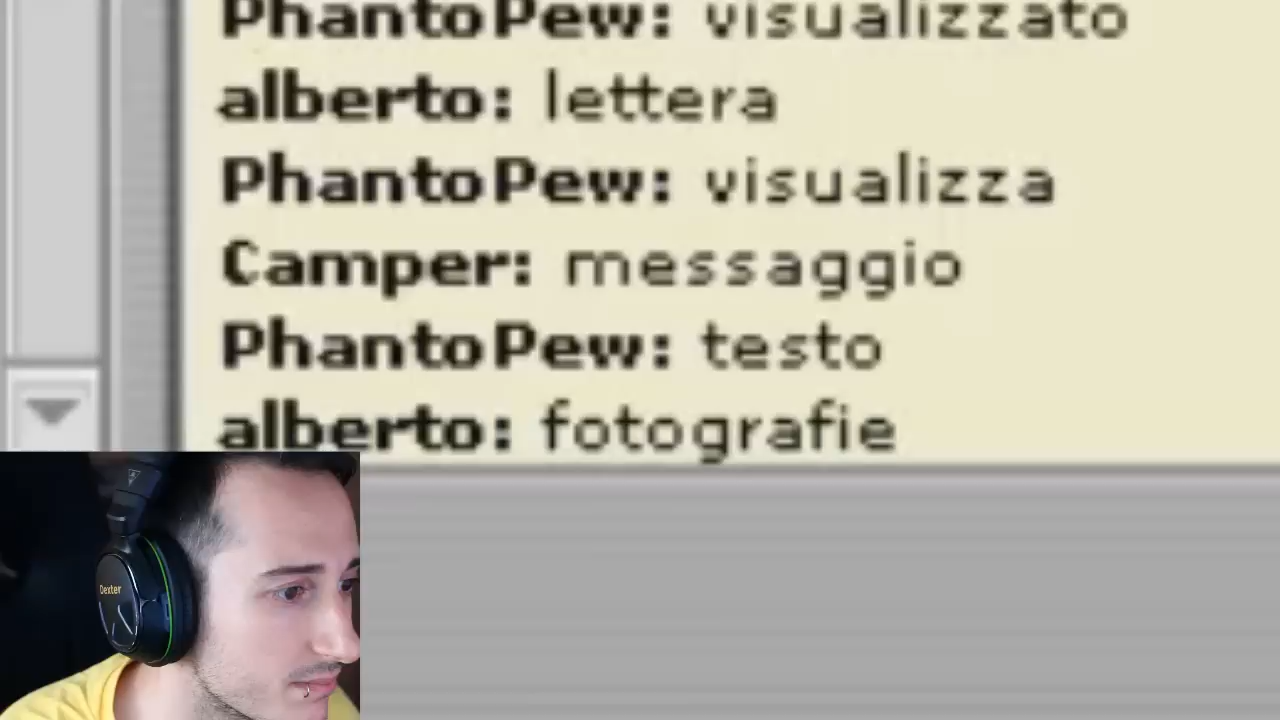 PhantoPew: visualizzato
alberto: lettera
PhantoPew: visualizza
Camper: messaggio
PhantoPew: testo
alberto: fotografie
Dexter